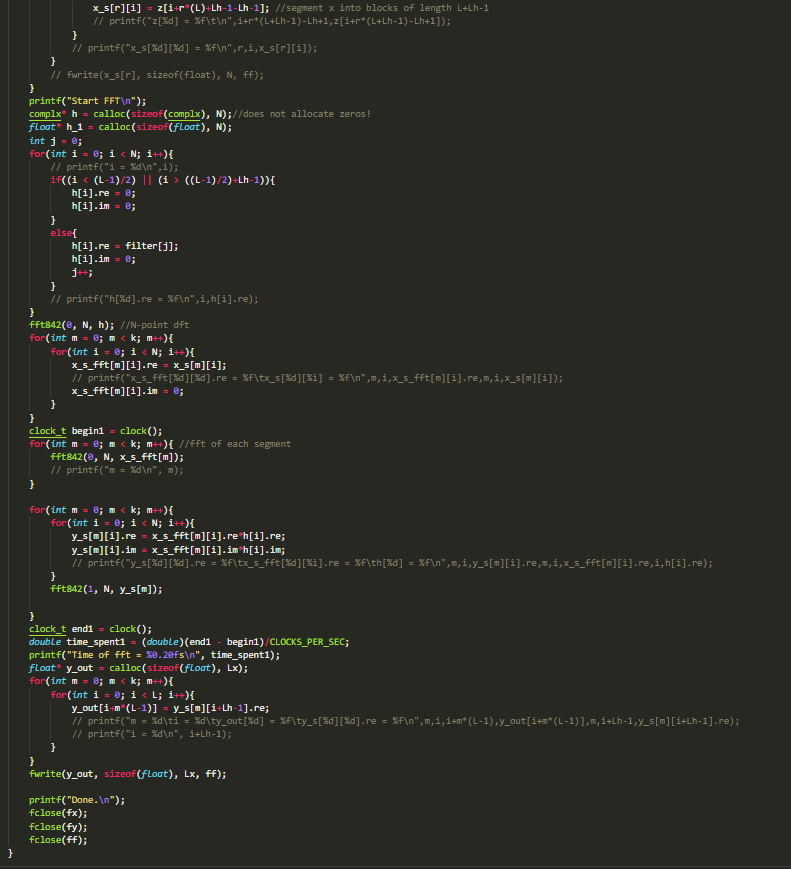 x_s[r][i] = z[i+r*(L)+Lh-1-Lh-1]; //segment x into blocks of length L+Lh-1
// printf("z[%d] = %f\t\n",i+r*(L+Lh-1)-Lh+1,z[i+r*(L+Lh-1)-Lh+1]);
}
// printf("x_s[%d][%d] = %f\n",r,i,x_s[r][i]);
}
// fwrite(x_s[r], sizeof(float), N, ff);
}
printf("Start FFT\n");
complx* h = calloc(sizeof(complx), N);//does not allocate zeros!
float* h_1 = calloc(sizeof(float), N);
int j = 0;
for(int i = 0; i < N; i++){
// printf("i = %d\n",i);
if((i < (L-1)/2) || (i > ((L-1)/2)+Lh-1)){
h[i].re = 0;
h[i].im = 0;
}
else{
h[i].re = filter[j];
h[i].im = 0;
j++;
}
// printf("h[%d].re = %f\n",i,h[i].re);
}
fft842(0, N, h); //N-point dft
for(int m = 0; m < k; m++){
for(int i = 0; i < N; i++){
x_s_fft[m][i].re = x_s[m][i];
// printf("x_s_fft[%d][%d].re = %f\tx_s[%d][%i] = %f\n",m,i,x_s_fft[m][i].re,m,i,x_s[m][i]);
x_s_fft[m][i].im = 0;
}
}
clock_t begin1 = clock();
for(int m = 0; m < k; m++){ //fft of each segment
fft842(0, N, x_s_fft[m]);
// printf("m = %d\n", m);
}
for(int m = 0; m < k; m++){
for(int i = 0; i < N; i++){
y_s[m][i].re = x_s_fft[m][i].re*h[i].re;
y_s[m][i].im = x_s_fft[m][i].im*h[i].im;
// printf("y_s[%d][%d].re = %f\tx_s_fft[%d][%i].re = %f\th[%d] = %f\n",m,i,y_s[m][i].re,m,i,x_s_fft[m][i].re,i,h[i].re);
}
fft842(1, N, y_s[m]);
}
clock_t end1 = clock();
double time_spent1 = (double)(end1 - begin1)/CLOCKS_PER_SEC;
printf("Time of fft = %0.20fs\n", time_spent1);
float* y_out = calloc(sizeof(float), Lx);
for(int m = 0; m < k; m++){
for(int i = 0; i < L; i++){
y_out[i+m*(L-1)] = y_s[m][i+Lh-1].re;
// printf("m = %d\ti = %d\ty_out[%d] = %f\ty_s[%d][%d].re = %f\n",m,i,i+m*(L-1),y_out[i+m*(L-1)],m,i+Lh-1,y_s[m][i+Lh-1].re);
// printf("i = %d\n", i+Lh-1);
}
}
fwrite(y_out, sizeof(float), Lx, ff);
printf("Done.\n");
fclose(fx);
fclose(fy);
fclose(ff);
}